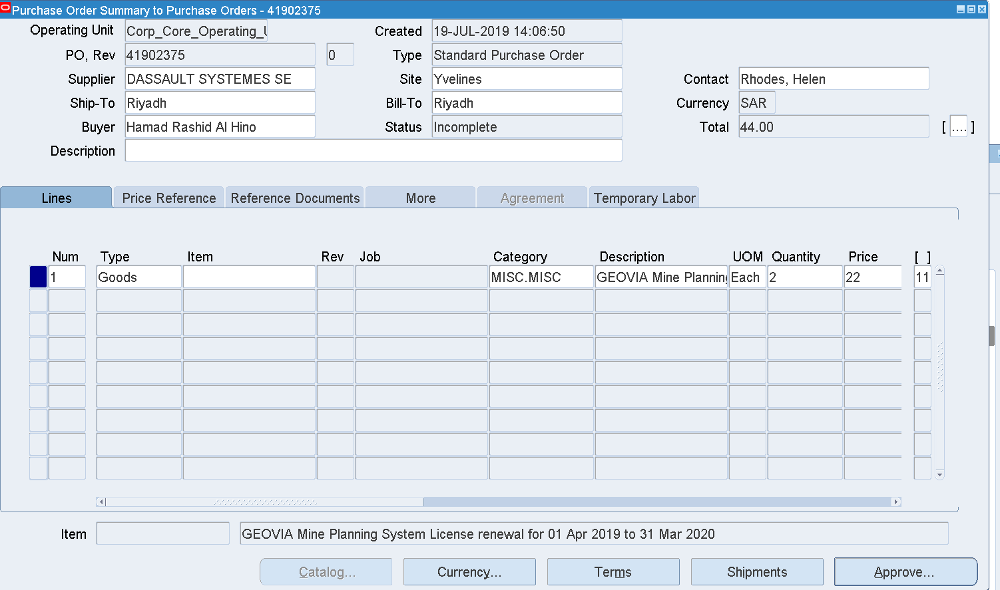 Purchase Order Summary to Purchase Orders - 41902375
Operating Unit Corp_Core_Operating_U Created 19-JUL-2019 14:06:50
PO, Rev 41902375 0 Type Standard Purchase Order
Supplier DASSAULT SYSTEMES SE Site Yvelines Contact Rhodes, Helen
Ship-To Riyadh Bill-To Riyadh Currency SAR
Buyer Hamad Rashid Al Hino Status Incomplete Total 44.00 [ .... ]
Description
Lines Price Reference Reference Documents More Agreement Temporary Labor
Num Type Item Rev Job Category Description UOM Quantity Price [ ]
1 Goods MISC.MISC GEOVIA Mine Planning Each 2 22 11
Item GEOVIA Mine Planning System License renewal for 01 Apr 2019 to 31 Mar 2020
Catalog... Currency... Terms Shipments Approve...